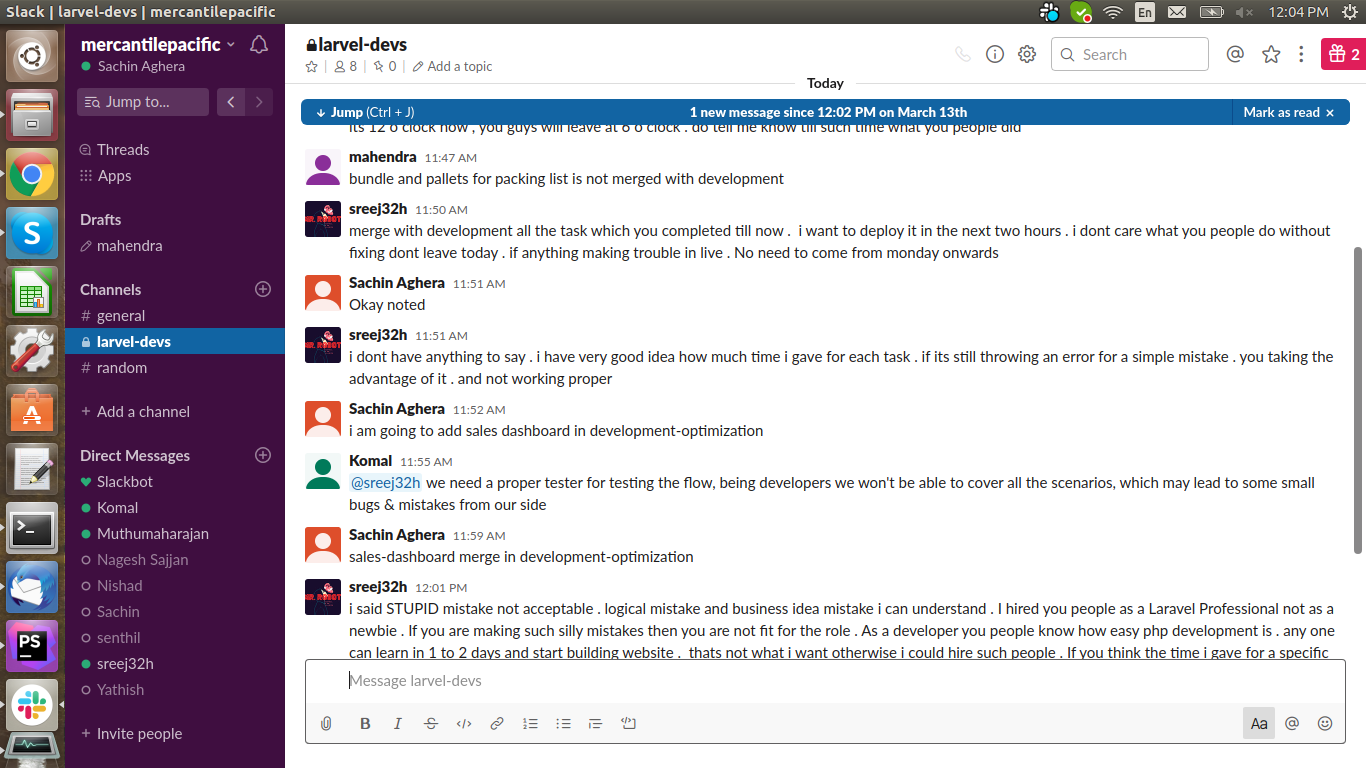 Slack | larvel-devs | mercantilepacific
En
12:04 PM
mercantilepacific
Sachin Aghera
Jump to...
Threads
Apps
Drafts
mahendra
Channels
# general
larvel-devs
# random
+ Add a channel
Direct Messages
Slackbot
Komal
Muthumaharajan
Nagesh Sajjan
Nishad
Sachin
senthil
sreej32h
Yathish
+ Invite people
S
A
PS
larvel-devs
8
0
Add a topic
Search
2
Today
Jump (Ctrl + J)
1 new message since 12:02 PM on March 13th
Mark as read ×
its 12 o clock now , you guys will leave at 6 o clock . do tell me know till such time what you people did
mahendra 11:47 AM
bundle and pallets for packing list is not merged with development
MR. ROBOT
sreej32h 11:50 AM
merge with development all the task which you completed till now . i want to deploy it in the next two hours . i dont care what you people do without
fixing dont leave today . if anything making trouble in live . No need to come from monday onwards
Sachin Aghera 11:51 AM
Okay noted
MR. ROBOT
sreej32h 11:51 AM
i dont have anything to say . i have very good idea how much time i gave for each task . if its still throwing an error for a simple mistake . you taking the
advantage of it . and not working proper
Sachin Aghera 11:52 AM
i am going to add sales dashboard in development-optimization
Komal 11:55 AM
@sreej32h we need a proper tester for testing the flow, being developers we won't be able to cover all the scenarios, which may lead to some small
bugs & mistakes from our side
Sachin Aghera 11:59 AM
sales-dashboard merge in development-optimization
MR. ROBOT
sreej32h 12:01 PM
i said STUPID mistake not acceptable . logical mistake and business idea mistake i can understand . I hired you people as a Laravel Professional not as a
newbie . If you are making such silly mistakes then you are not fit for the role . As a developer you people know how easy php development is . any one
can learn in 1 to 2 days and start building website . thats not what i want otherwise i could hire such people . If you think the time i gave for a specific
Message larvel-devs
B I S </>
Aa @